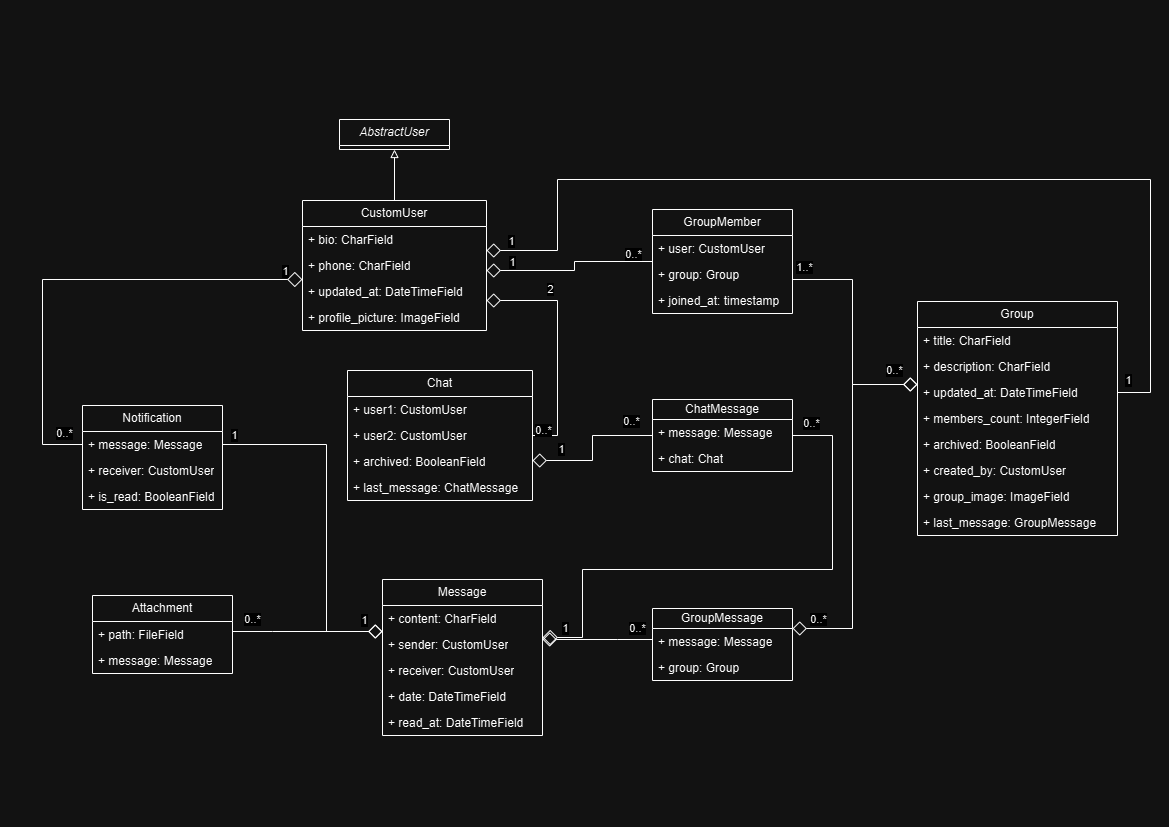 AbstractUser
CustomUser
+ bio: CharField
+ phone: CharField
+ updated_at: DateTimeField
+ profile_picture: ImageField
1
1
1
2
GroupMember
+ user: CustomUser
+ group: Group
+ joined_at: timestamp
0..*
1..*
Group
+ title: CharField
+ description: CharField
+ updated_at: DateTimeField
+ members_count: IntegerField
+ archived: BooleanField
+ created_by: CustomUser
+ group_image: ImageField
+ last_message: GroupMessage
0..*
1
Chat
+ user1: CustomUser
+ user2: CustomUser
+ archived: BooleanField
+ last_message: ChatMessage
0..*
1
ChatMessage
+ message: Message
+ chat: Chat
0..*
0..*
Notification
+ message: Message
+ receiver: CustomUser
+ is_read: BooleanField
0..*
1
Attachment
+ path: FileField
+ message: Message
0..*
1
Message
+ content: CharField
+ sender: CustomUser
+ receiver: CustomUser
+ date: DateTimeField
+ read_at: DateTimeField
1
0..*
GroupMessage
+ message: Message
+ group: Group
0..*